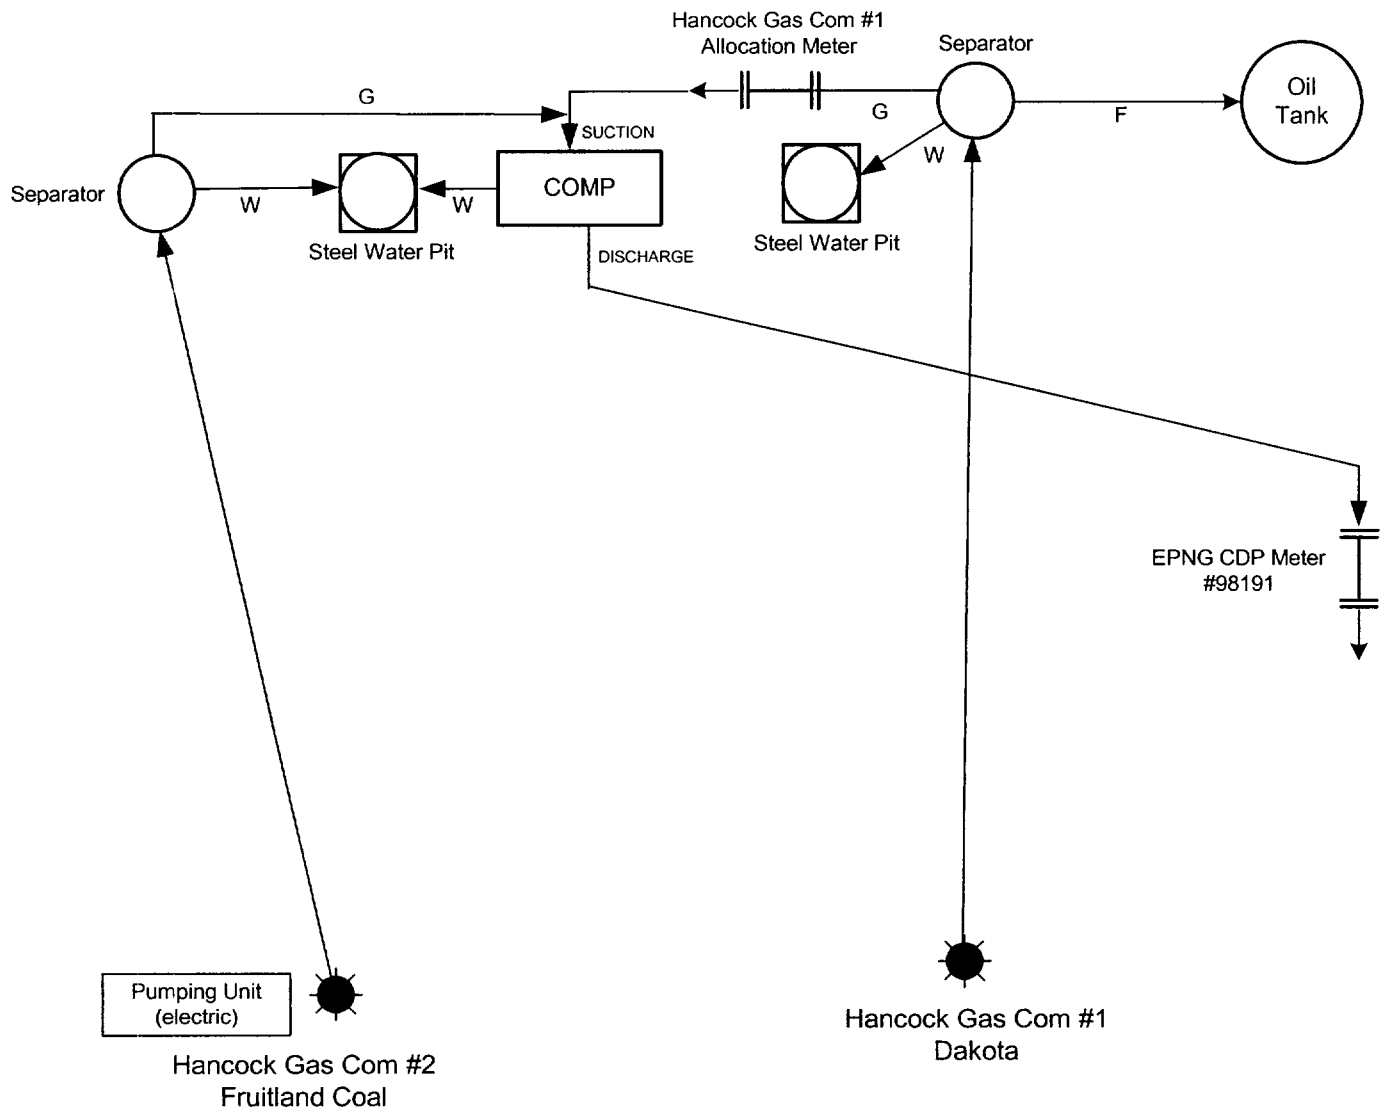 Hancock Gas Com #1
Allocation Meter
Separator
Oil
Tank
G
G
F
SUCTION
W
Separator
W
W
COMP
Steel Water Pit
Steel Water Pit
DISCHARGE
EPNG CDP Meter
#98191
Pumping Unit
(electric)
Hancock Gas Com #1
Dakota
Hancock Gas Com #2
Fruitland Coal